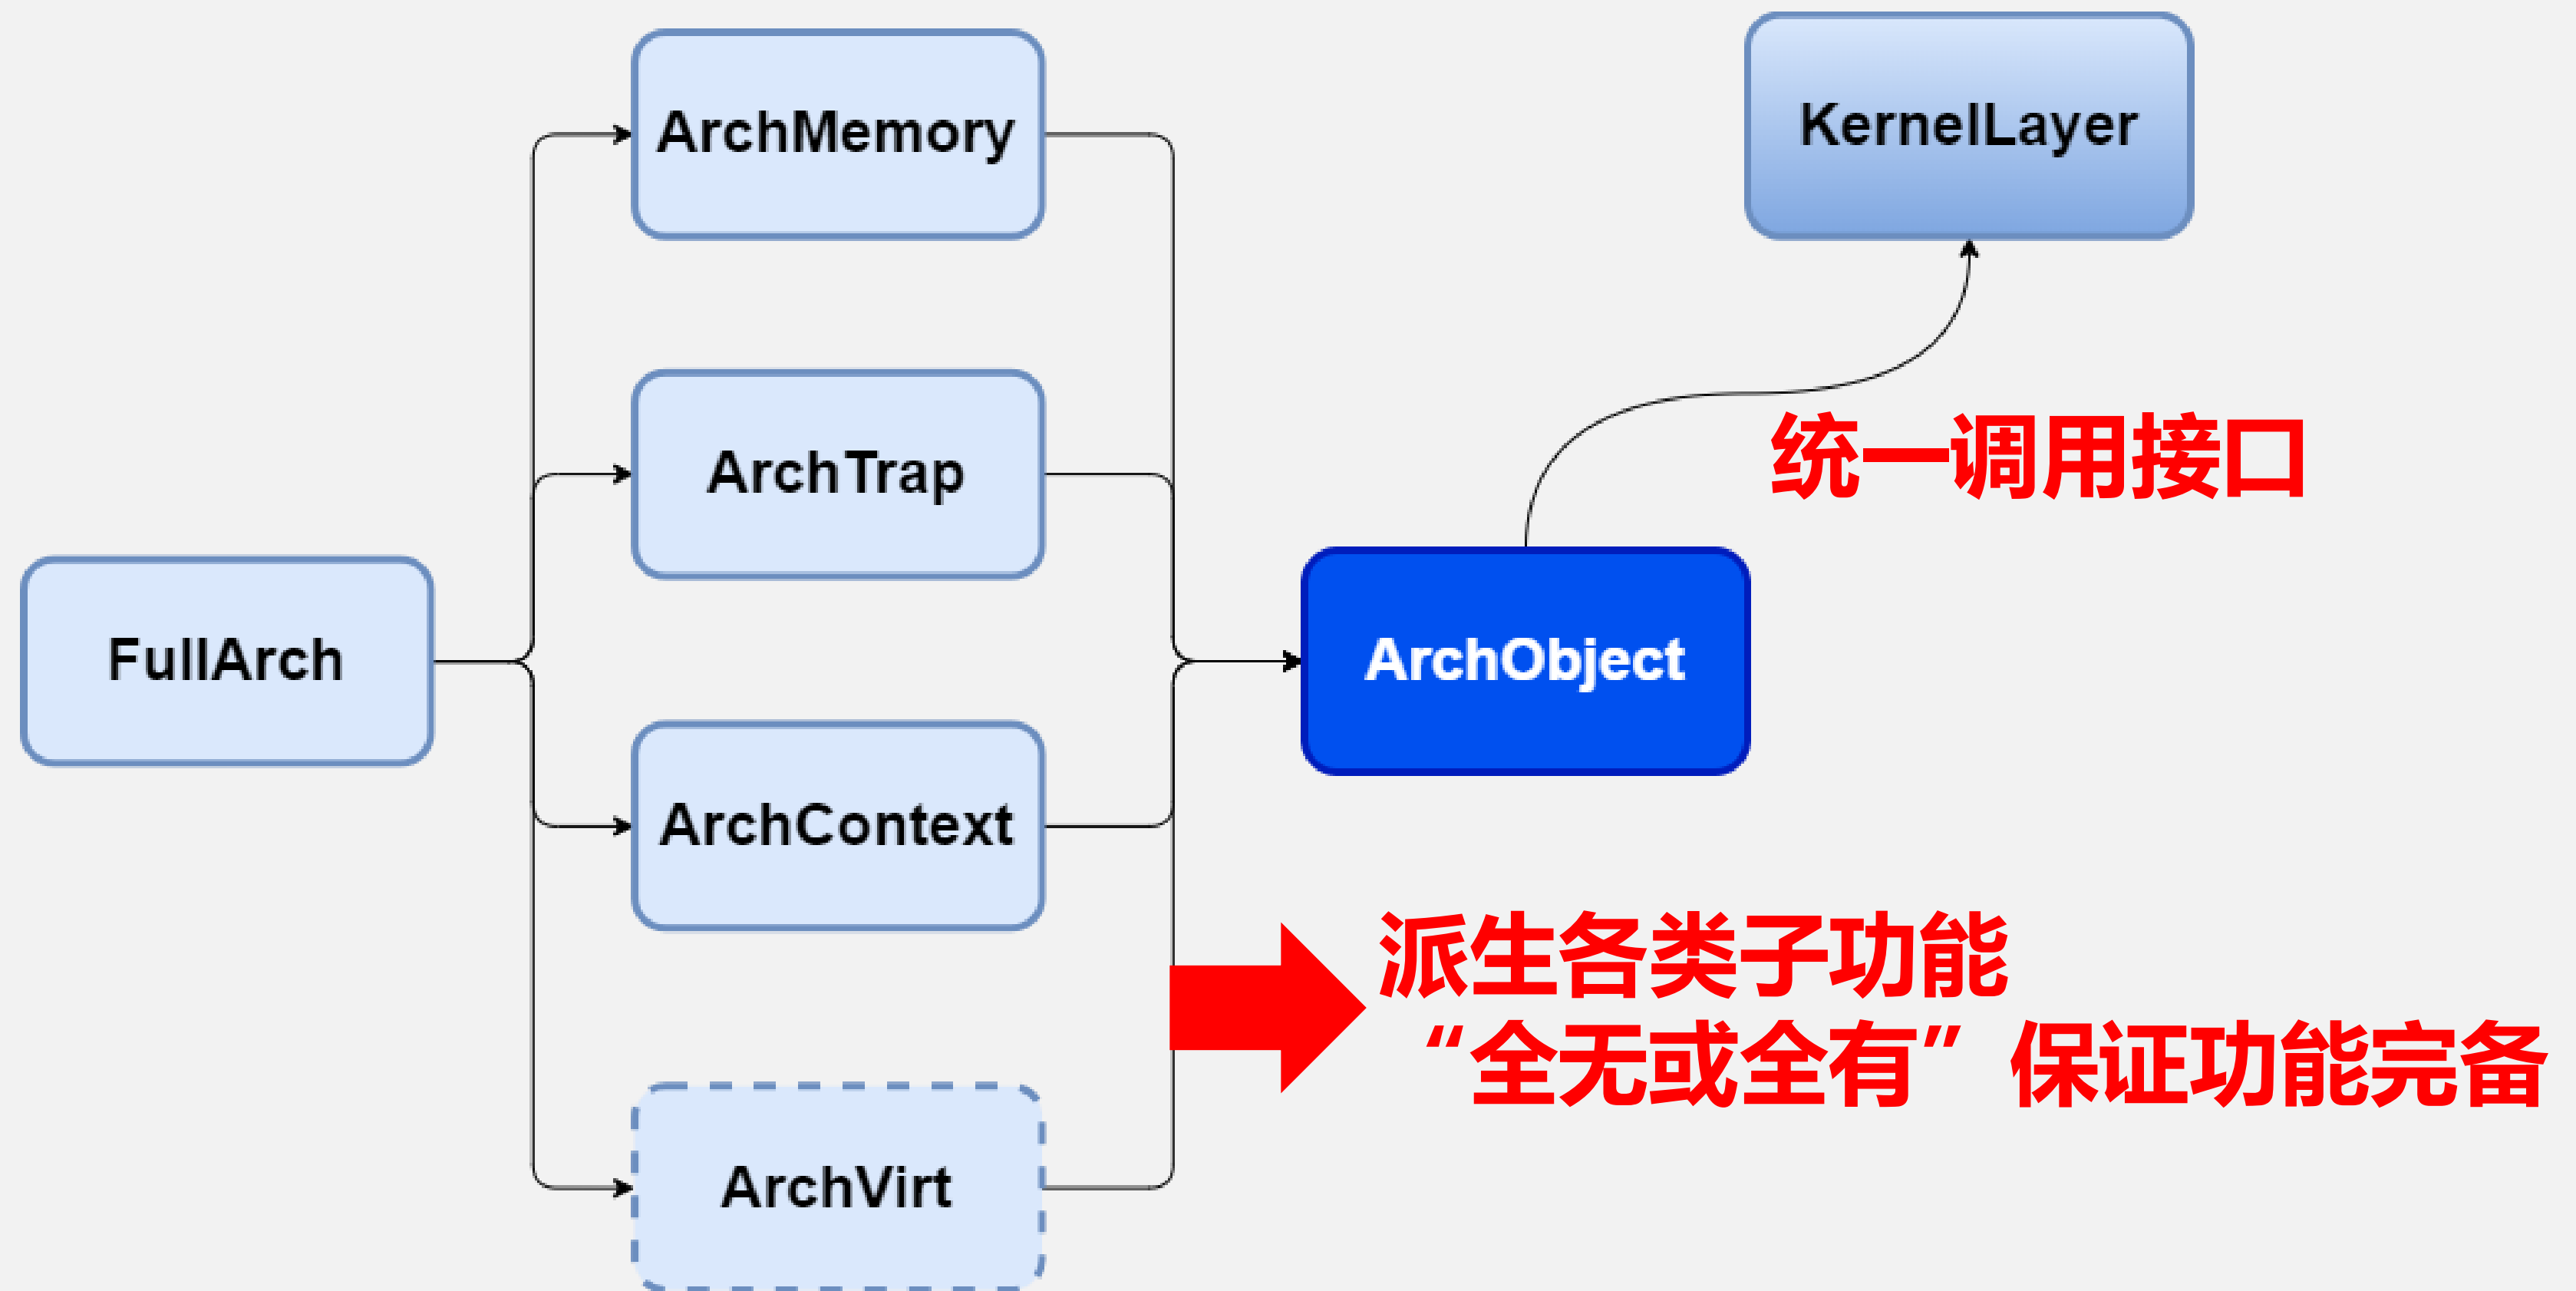 ArchMemory
KernelLayer
ArchTrap
统一调用接口
FullArch
ArchObject
ArchContext
派生各类子功能
“全无或全有”保证功能完备
ArchVirt